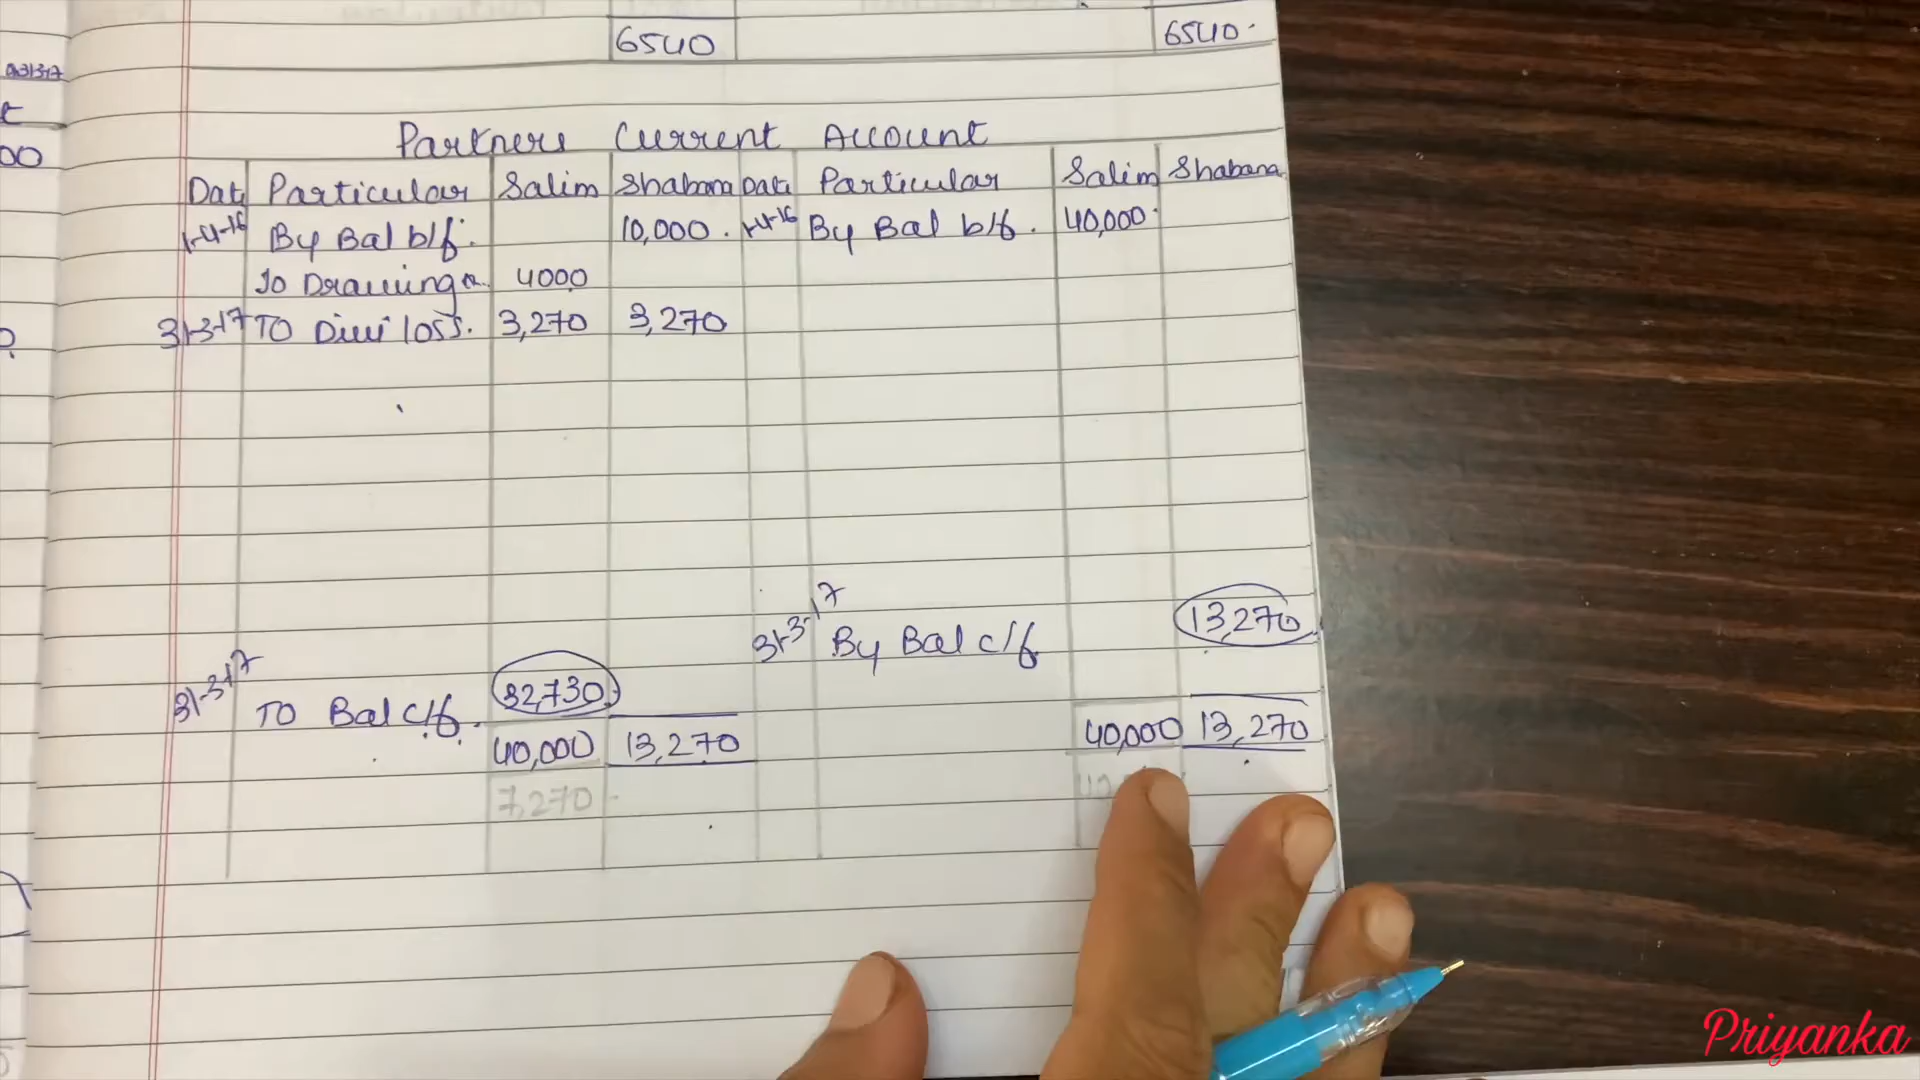 6540 6540
Partners Current Account
Date Particular Salim Shabana Date Particular Salim Shabana
1-4-16 By Bal b/f. 10,000. 1-4-16 By Bal b/f. 40,000.
To Drawing 4000
31-3-17 TO Divi loss. 3,270 3,270
31-3-17 By Bal c/f 13,270
31-3-17 TO Bal c/f. 32,730
40,000 13,270 40,000 13,270
7,270
00
Priyanka